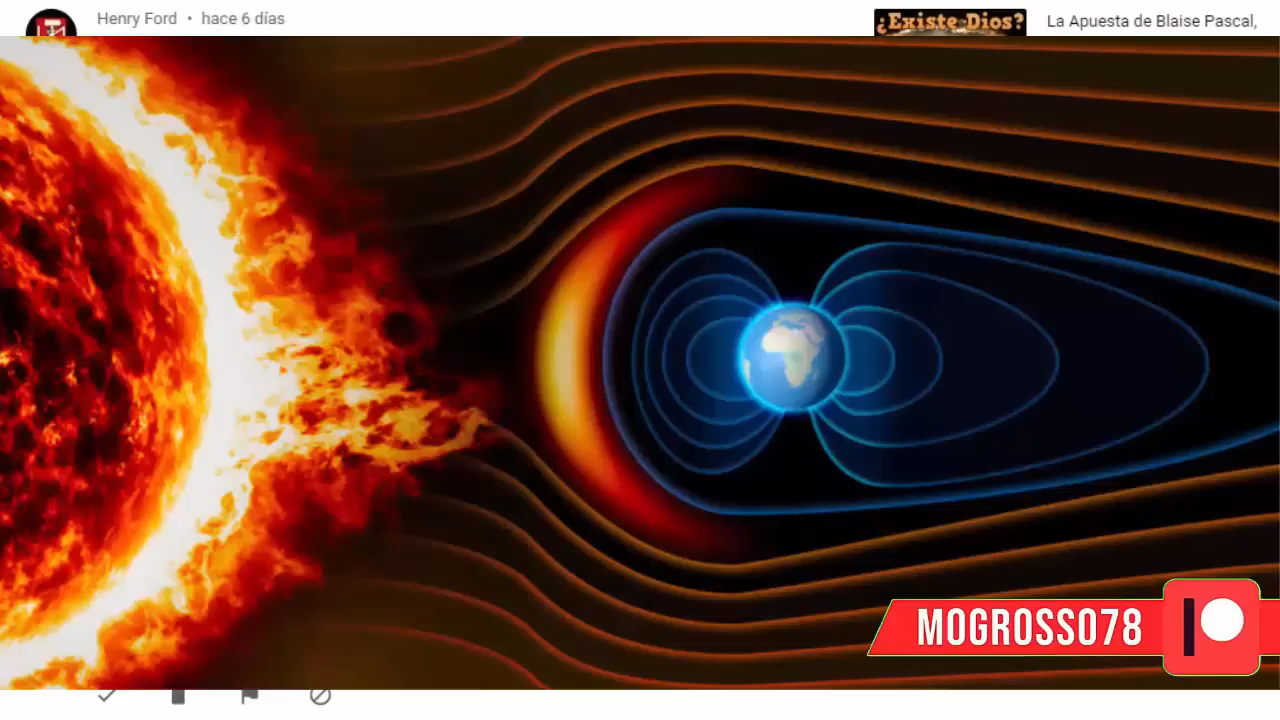 Henry Ford • hace 6 días
¿Existe Dios?
La Apuesta de Blaise Pascal,
MOGROSSO78